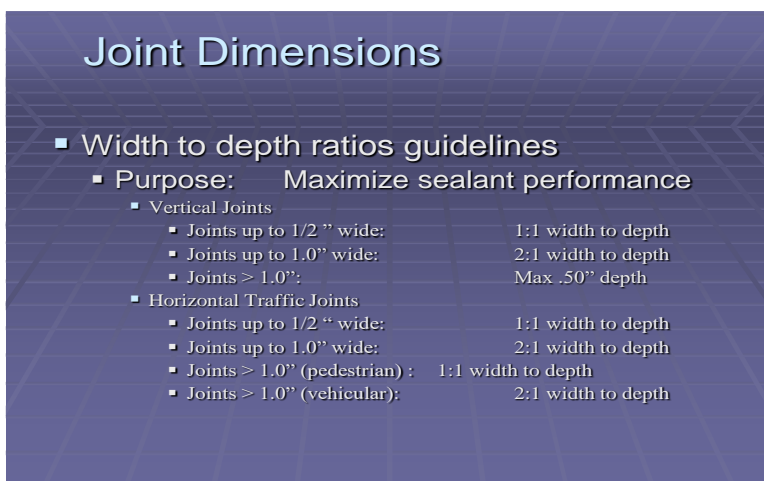 Joint Dimensions
▪ Width to depth ratios guidelines
▪ Purpose: Maximize sealant performance
▪ Vertical Joints
▪ Joints up to 1/2 ” wide: 1:1 width to depth
▪ Joints up to 1.0” wide: 2:1 width to depth
▪ Joints > 1.0”: Max .50” depth
▪ Horizontal Traffic Joints
▪ Joints up to 1/2 “ wide: 1:1 width to depth
▪ Joints up to 1.0” wide: 2:1 width to depth
▪ Joints > 1.0” (pedestrian) : 1:1 width to depth
▪ Joints > 1.0” (vehicular): 2:1 width to depth